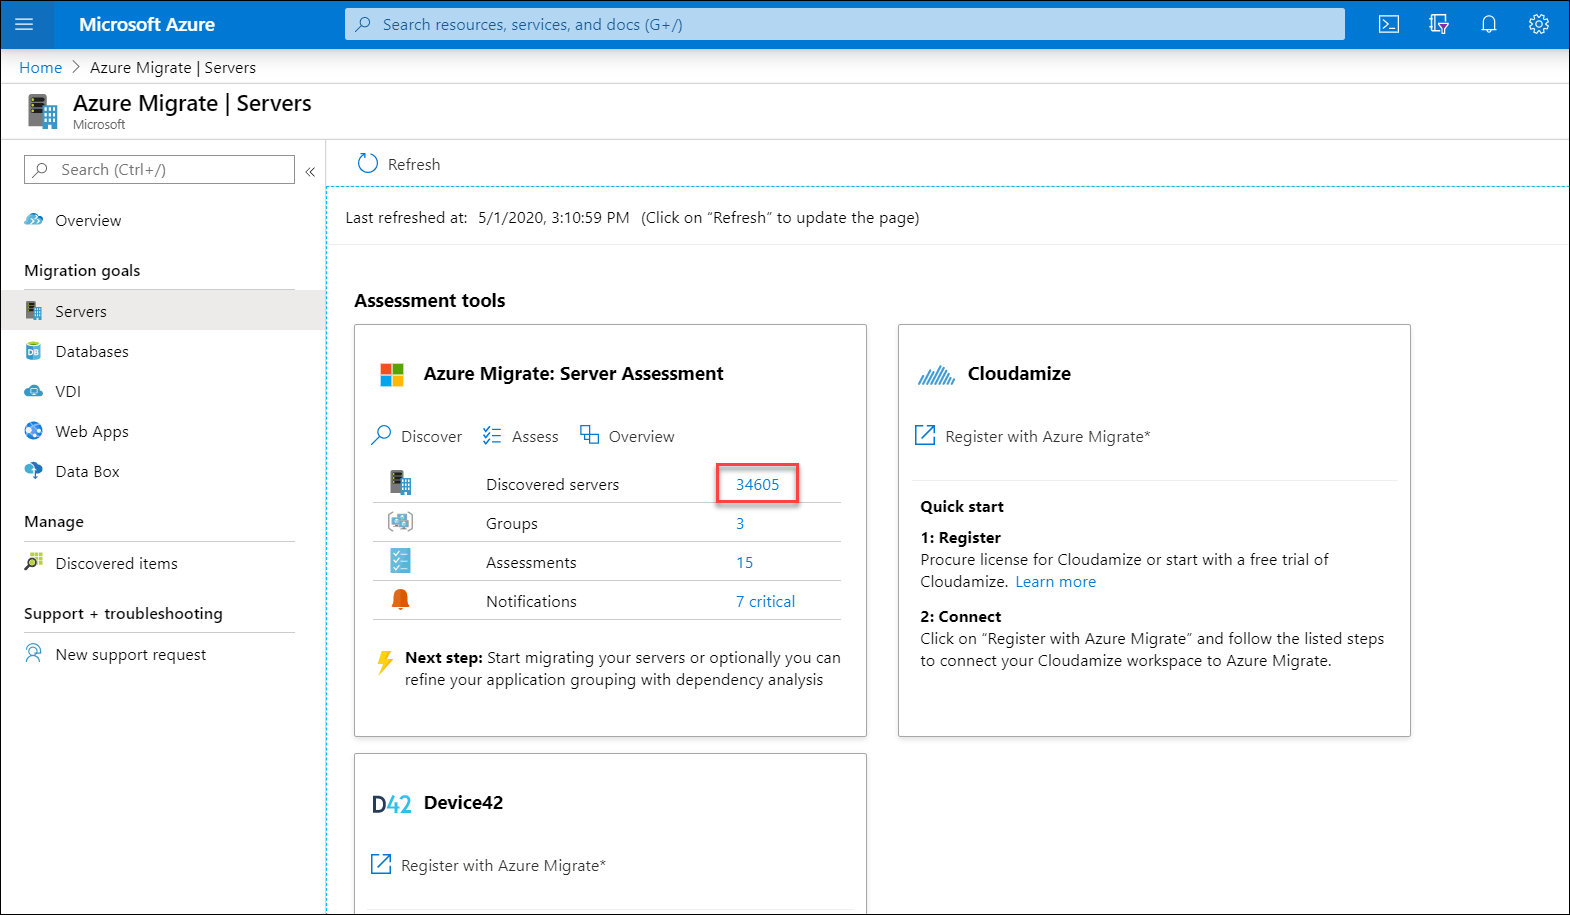 Microsoft Azure
Search resources, services, and docs (G+/)
Home > Azure Migrate | Servers
Azure Migrate | Servers
Microsoft
Search (Ctrl+/)
«
Overview
Migration goals
Servers
Databases
VDI
Web Apps
Data Box
Manage
Discovered items
Support + troubleshooting
New support request
Refresh
Last refreshed at: 5/1/2020, 3:10:59 PM (Click on “Refresh” to update the page)
Assessment tools
Azure Migrate: Server Assessment
Discover Assess Overview
Discovered servers 34605
Groups 3
Assessments 15
Notifications 7 critical
Next step: Start migrating your servers or optionally you can
refine your application grouping with dependency analysis
Cloudamize
Register with Azure Migrate*
Quick start
1: Register
Procure license for Cloudamize or start with a free trial of
Cloudamize. Learn more
2: Connect
Click on “Register with Azure Migrate” and follow the listed steps
to connect your Cloudamize workspace to Azure Migrate.
D42 Device42
Register with Azure Migrate*